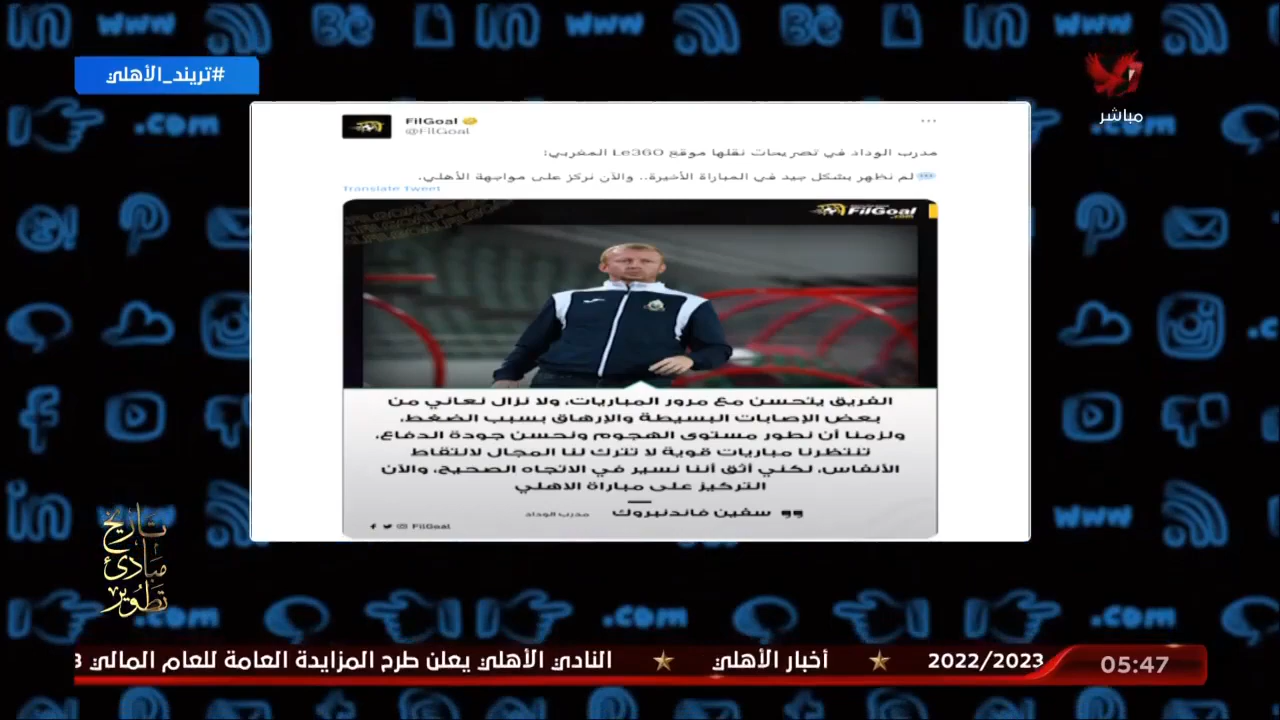 #تريند_الأهلي
مباشر
FilGoal
@FilGoal
مدرب الوداد في تصريحات نقلها موقع Le360 المغربي:
لم نظهر بشكل جيد في المباراة الأخيرة.. والآن نركز على مواجهة الأهلي.
Translate Tweet
FilGoal
.com
الفريق يتحسن مع مرور المباريات، ولا نزال نعاني من
بعض الإصابات البسيطة والإرهاق بسبب الضغط،
ولزمنا أن نطور مستوى الهجوم ونحسن جودة الدفاع،
تنتظرنا مباريات قوية لا تترك لنا المجال لالتقاط
الأنفاس، لكني أثق أننا نسير في الاتجاه الصحيح، والآن
التركيز على مباراة الاهلي
سفين فاندنبروك
مدرب الوداد
FilGoal
تاريخ
مبادئ
تطوير
2022/2023 أخبار الأهلي النادي الأهلي يعلن طرح المزايدة العامة للعام المالي
05:47